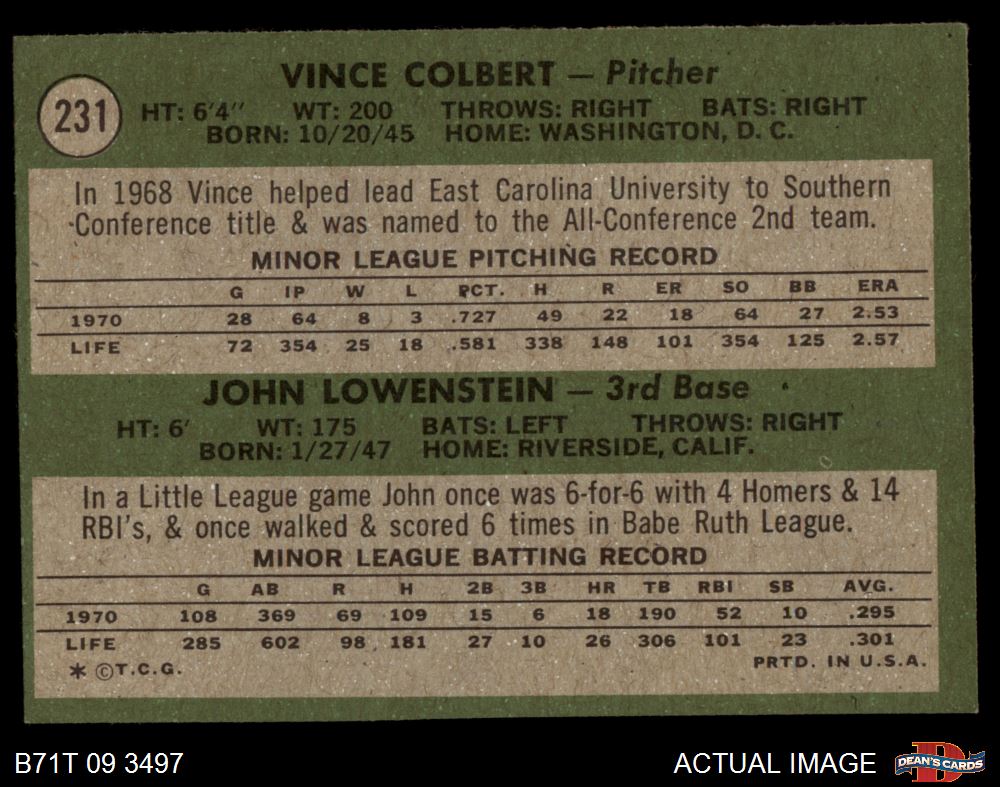 VINCE COLBERT — Pitcher
231
HT: 6'4" WT: 200 THROWS: RIGHT BATS: RIGHT
BORN: 10/20/45 HOME: WASHINGTON, D. C.
In 1968 Vince helped lead East Carolina University to Southern
Conference title & was named to the All-Conference 2nd team.
MINOR LEAGUE PITCHING RECORD
G IP W L PCT. H R ER SO BB ERA
1970 28 64 8 3 .727 49 22 18 64 27 2.53
LIFE 72 354 25 18 .581 338 148 101 354 125 2.57
JOHN LOWENSTEIN — 3rd Base
HT: 6' WT: 175 BATS: LEFT THROWS: RIGHT
BORN: 1/27/47 HOME: RIVERSIDE, CALIF.
In a Little League game John once was 6-for-6 with 4 Homers & 14
RBI's, & once walked & scored 6 times in Babe Ruth League.
MINOR LEAGUE BATTING RECORD
G AB R H 2B 3B HR TB RBI SB AVG.
1970 108 369 69 109 15 6 18 190 52 10 .295
LIFE 285 602 98 181 27 10 26 306 101 23 .301
* ©T.C.G. PRTD. IN U.S.A.
B71T 09 3497 ACTUAL IMAGE DEAN'S CARDS